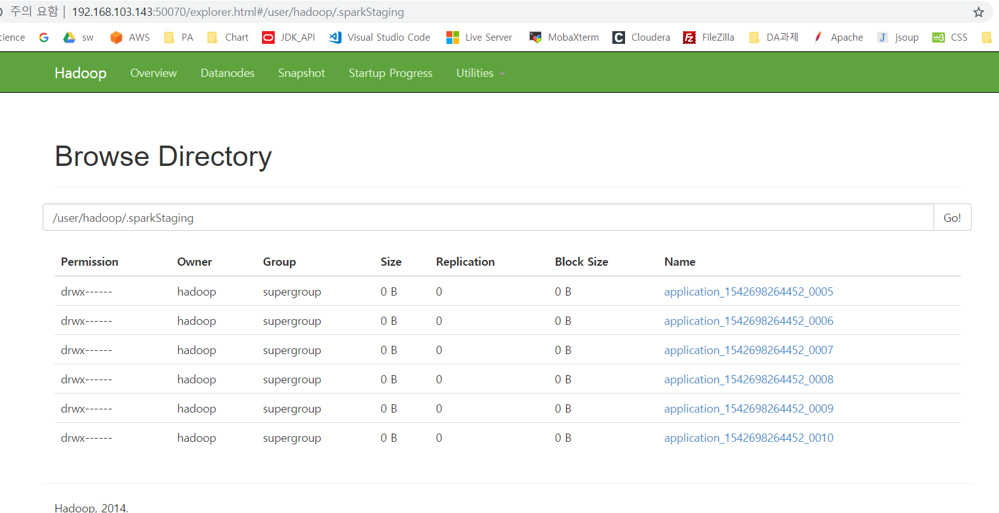 주의 요함 | 192.168.103.143:50070/explorer.html#/user/hadoop/.sparkStaging
cience sw AWS PA Chart JDK_API Visual Studio Code Live Server MobaXterm Cloudera FileZilla DA과제 Apache jsoup CSS
Hadoop Overview Datanodes Snapshot Startup Progress Utilities
Browse Directory
/user/hadoop/.sparkStaging Go!
Permission Owner Group Size Replication Block Size Name
drwx------ hadoop supergroup 0 B 0 0 B application_1542698264452_0005
drwx------ hadoop supergroup 0 B 0 0 B application_1542698264452_0006
drwx------ hadoop supergroup 0 B 0 0 B application_1542698264452_0007
drwx------ hadoop supergroup 0 B 0 0 B application_1542698264452_0008
drwx------ hadoop supergroup 0 B 0 0 B application_1542698264452_0009
drwx------ hadoop supergroup 0 B 0 0 B application_1542698264452_0010
Hadoop, 2014.